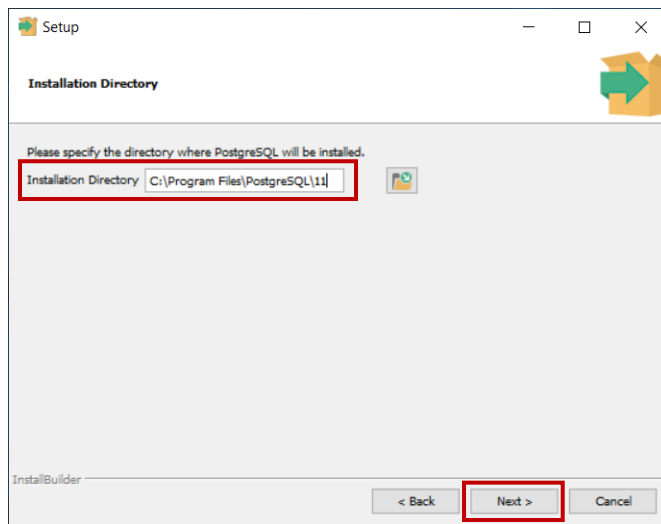 Setup
Installation Directory
Please specify the directory where PostgreSQL will be installed.
Installation Directory C:\Program Files\PostgreSQL\11
InstallBuilder
< Back Next > Cancel